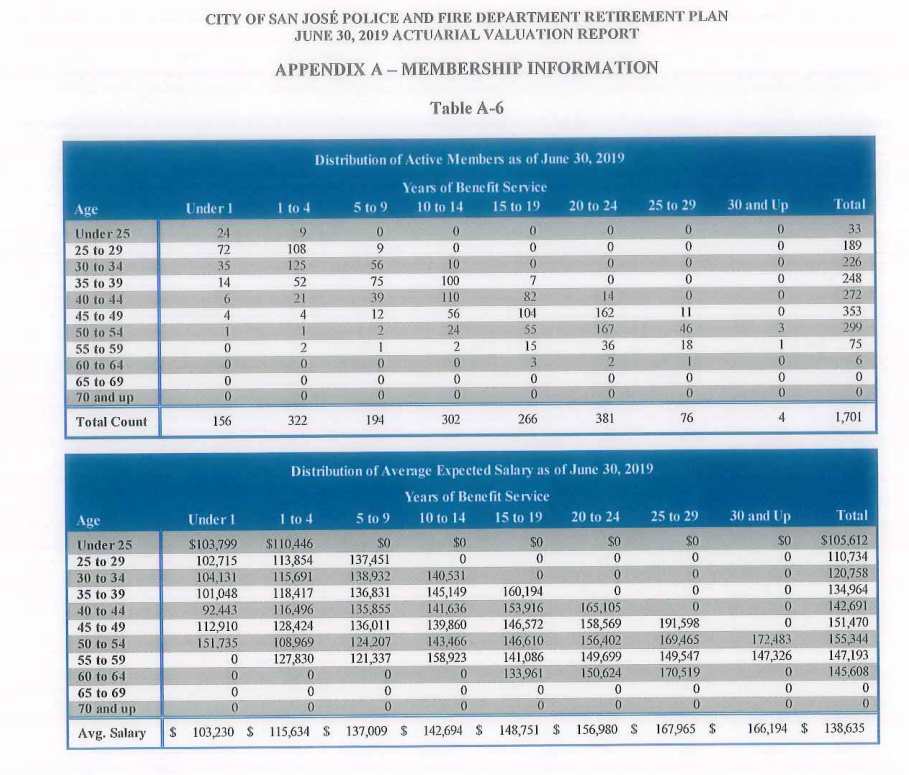 CITY OF SAN JOSÉ POLICE AND FIRE DEPARTMENT RETIREMENT PLAN
JUNE 30, 2019 ACTUARIAL VALUATION REPORT
APPENDIX A – MEMBERSHIP INFORMATION
Table A-6
Distribution of Active Members as of June 30, 2019
Years of Benefit Service
Age Under 1 1 to 4 5 to 9 10 to 14 15 to 19 20 to 24 25 to 29 30 and Up Total
Under 25 24 9 0 0 0 0 0 0 33
25 to 29 72 108 9 0 0 0 0 0 189
30 to 34 35 125 56 10 0 0 0 0 226
35 to 39 14 52 75 100 7 0 0 0 248
40 to 44 6 21 39 110 82 14 0 0 272
45 to 49 4 4 12 56 104 162 11 0 353
50 to 54 1 1 2 24 55 167 46 3 299
55 to 59 0 2 1 2 15 36 18 1 75
60 to 64 0 0 0 0 3 2 1 0 6
65 to 69 0 0 0 0 0 0 0 0 0
70 and up 0 0 0 0 0 0 0 0 0
Total Count 156 322 194 302 266 381 76 4 1,701
Distribution of Average Expected Salary as of June 30, 2019
Years of Benefit Service
Age Under 1 1 to 4 5 to 9 10 to 14 15 to 19 20 to 24 25 to 29 30 and Up Total
Under 25 $103,799 $110,446 $0 $0 $0 $0 $0 $0 $105,612
25 to 29 102,715 113,854 137,451 0 0 0 0 0 110,734
30 to 34 104,131 115,691 138,932 140,531 0 0 0 0 120,758
35 to 39 101,048 118,417 136,831 145,149 160,194 0 0 0 134,964
40 to 44 92,443 116,496 135,855 141,636 153,916 165,105 0 0 142,691
45 to 49 112,910 128,424 136,011 139,860 146,572 158,569 191,598 0 151,470
50 to 54 151,735 108,969 124,207 143,466 146,610 156,402 169,465 172,483 155,344
55 to 59 0 127,830 121,337 158,923 141,086 149,699 149,547 147,326 147,193
60 to 64 0 0 0 0 133,961 150,624 170,519 0 145,608
65 to 69 0 0 0 0 0 0 0 0 0
70 and up 0 0 0 0 0 0 0 0 0
Avg. Salary $ 103,230 $ 115,634 $ 137,009 $ 142,694 $ 148,751 $ 156,980 $ 167,965 $ 166,194 $ 138,635